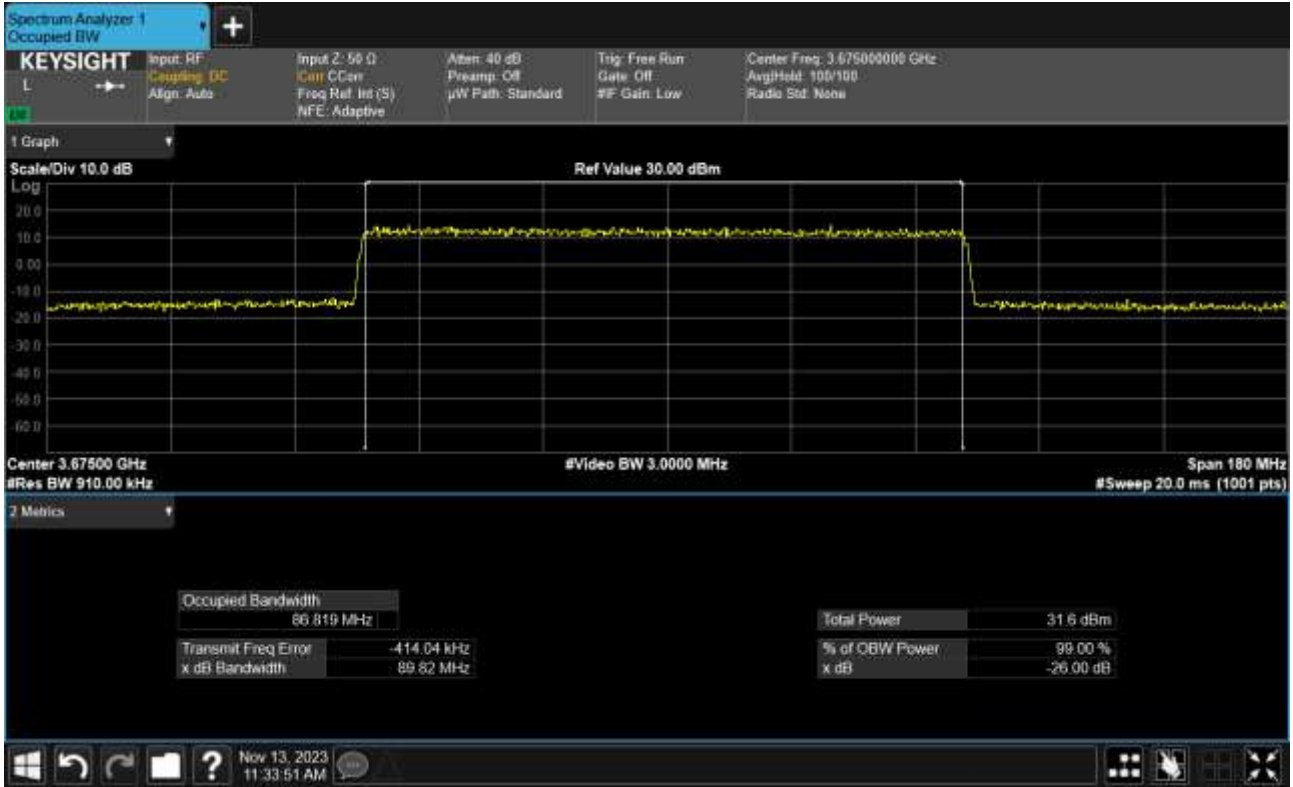 Spectrum Analyzer 1
Occupied BW
KEYSIGHT
L
Input: RF
Coupling: DC
Align: Auto
Input Z: 50 Ω
Corr CCorr
Freq Ref: Int (S)
NFE: Adaptive
Atten: 40 dB
Preamp: Off
µW Path: Standard
Trig: Free Run
Gate: Off
#IF Gain: Low
Center Freq: 3.675000000 GHz
Avg|Hold: 100/100
Radio Std: None
1 Graph
Scale/Div 10.0 dB
Ref Value 30.00 dBm
Log
20.0
10.0
0.00
-10.0
-20.0
-30.0
-40.0
-50.0
-60.0
Center 3.67500 GHz
#Video BW 3.0000 MHz
Span 180 MHz
#Res BW 910.00 kHz
#Sweep 20.0 ms (1001 pts)
2 Metrics
Occupied Bandwidth
86.819 MHz
Total Power 31.6 dBm
Transmit Freq Error -414.04 kHz
% of OBW Power 99.00 %
x dB Bandwidth 89.82 MHz
x dB -26.00 dB
?
Nov 13, 2023
11:33:51 AM